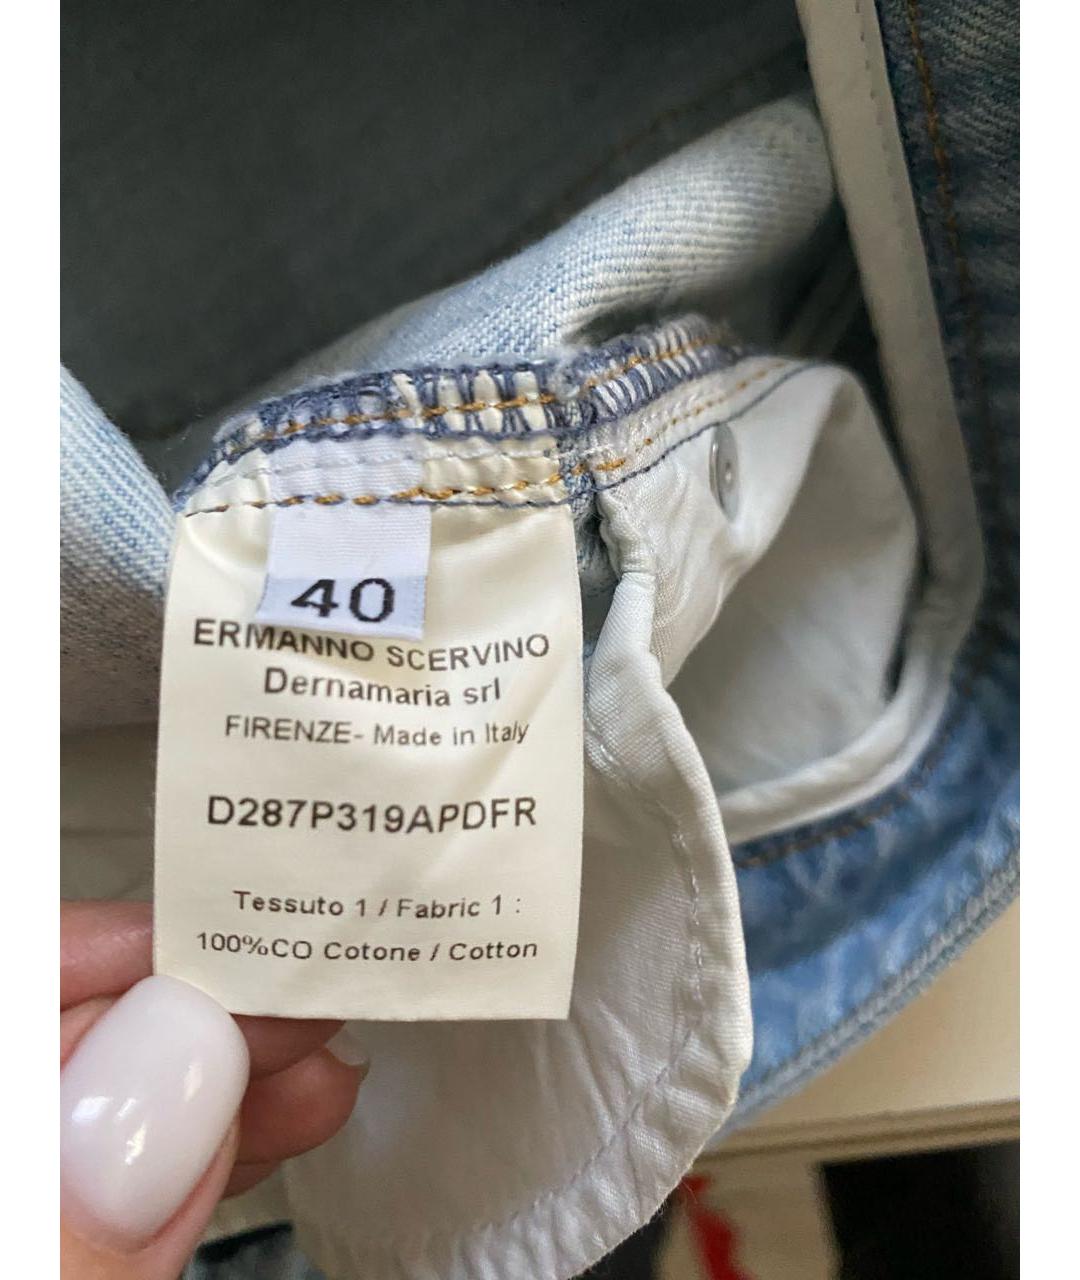 40
ERMANNO SCERVINO
Dernamaria srl
FIRENZE- Made in Italy
D287P319APDFR
Tessuto 1 / Fabric 1 :
100%CO Cotone / Cotton